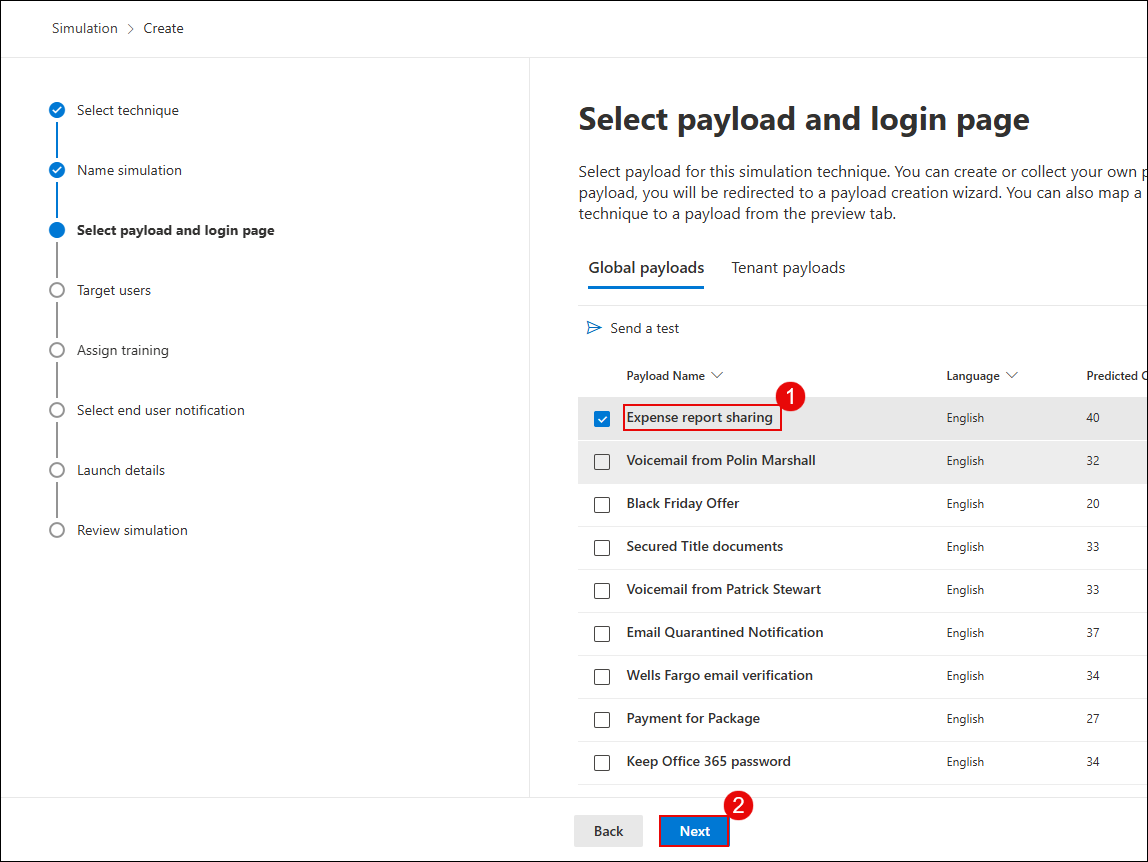 Simulation > Create
Select technique
Name simulation
Select payload and login page
Target users
Assign training
Select end user notification
Launch details
Review simulation
Select payload and login page
Select payload for this simulation technique. You can create or collect your own p
payload, you will be redirected to a payload creation wizard. You can also map a
technique to a payload from the preview tab.
Global payloads Tenant payloads
Send a test
Payload Name Language Predicted C
1
Expense report sharing English 40
Voicemail from Polin Marshall English 32
Black Friday Offer English 20
Secured Title documents English 33
Voicemail from Patrick Stewart English 33
Email Quarantined Notification English 37
Wells Fargo email verification English 34
Payment for Package English 27
Keep Office 365 password English 34
2
Back Next